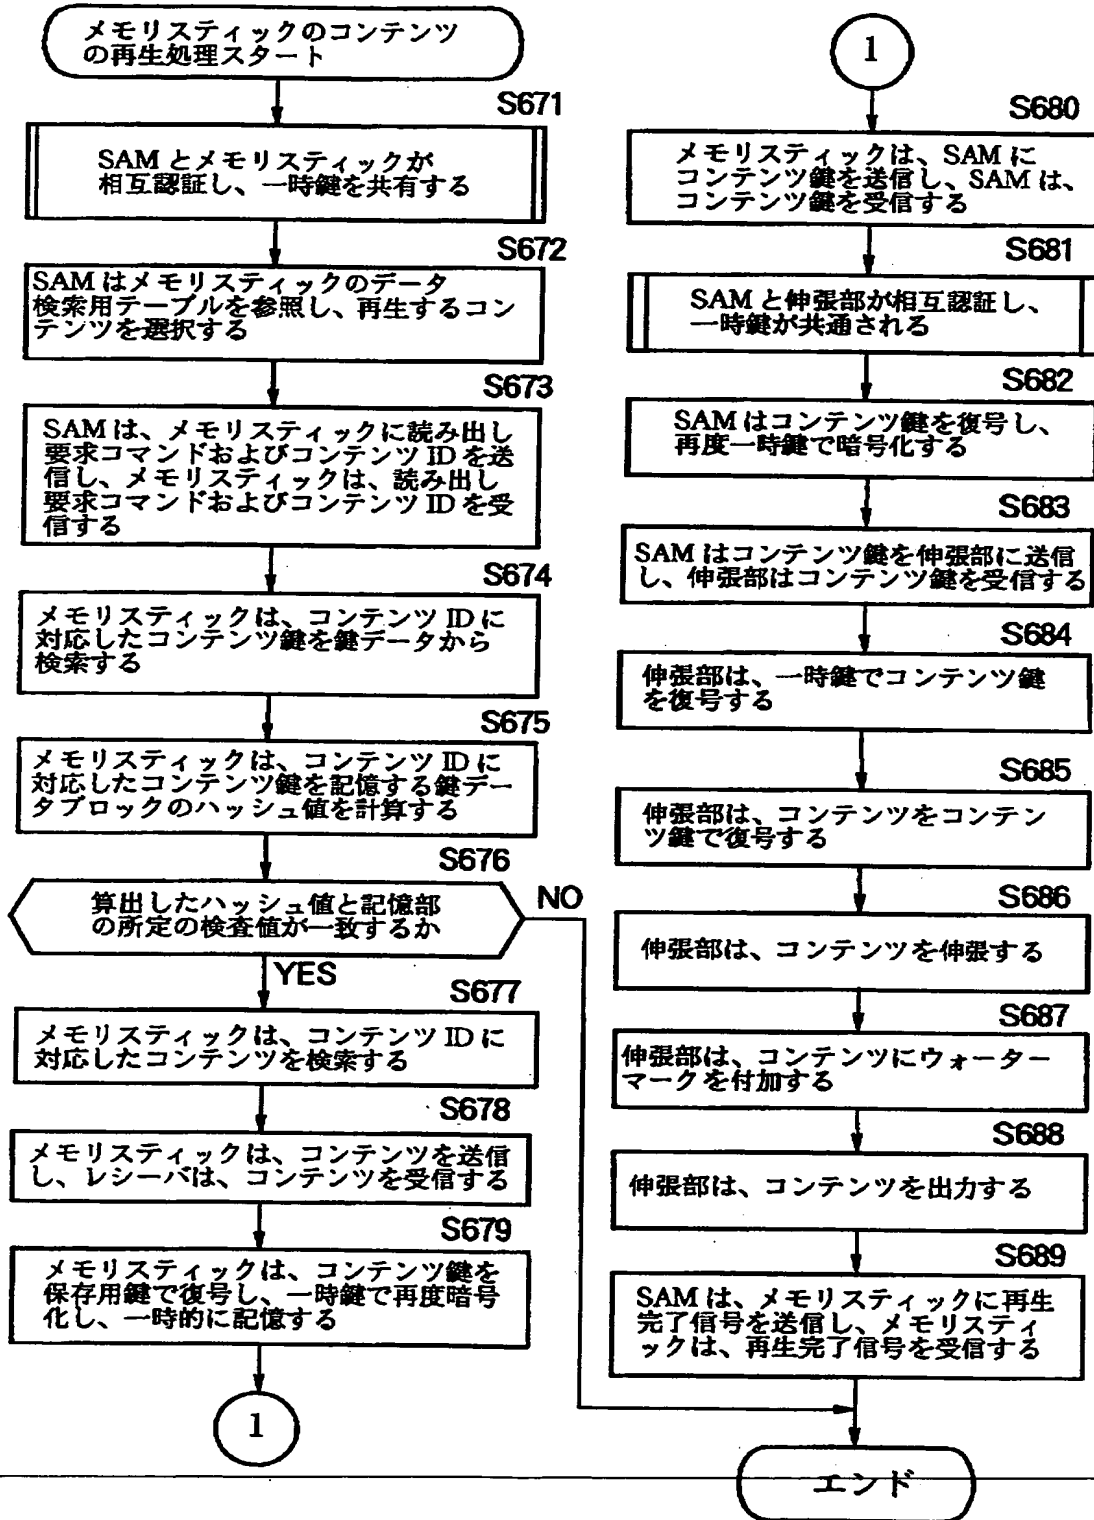 メモリスティックのコンテンツ
の再生処理スタート
S671
SAM とメモリスティックが
相互認証し、一時鍵を共有する
S672
SAM はメモリスティックのデータ
検索用テーブルを参照し、再生するコン
テンツを選択する
S673
SAM は、メモリスティックに読み出し
要求コマンドおよびコンテンツ ID を送
信し、メモリスティックは、読み出し
要求コマンドおよびコンテンツ ID を受
信する
S674
メモリスティックは、コンテンツ ID に
対応したコンテンツ鍵を鍵データから
検索する
S675
メモリスティックは、コンテンツ ID に
対応したコンテンツ鍵を記憶する鍵デー
タブロックのハッシュ値を計算する
S676
算出したハッシュ値と記憶部
の所定の検査値が一致するか
NO
YES
S677
メモリスティックは、コンテンツ ID に
対応したコンテンツを検索する
S678
メモリスティックは、コンテンツを送信
し、レシーバは、コンテンツを受信する
S679
メモリスティックは、コンテンツ鍵を
保存用鍵で復号し、一時鍵で再度暗号
化し、一時的に記憶する
1
1
S680
メモリスティックは、SAM に
コンテンツ鍵を送信し、SAM は、
コンテンツ鍵を受信する
S681
SAM と伸張部が相互認証し、
一時鍵が共通される
S682
SAM はコンテンツ鍵を復号し、
再度一時鍵で暗号化する
S683
SAM はコンテンツ鍵を伸張部に送信
し、伸張部はコンテンツ鍵を受信する
S684
伸張部は、一時鍵でコンテンツ鍵
を復号する
S685
伸張部は、コンテンツをコンテン
ツ鍵で復号する
S686
伸張部は、コンテンツを伸張する
S687
伸張部は、コンテンツにウォーター
マークを付加する
S688
伸張部は、コンテンツを出力する
S689
SAM は、メモリスティックに再生
完了信号を送信し、メモリスティ
ックは、再生完了信号を受信する
エンド